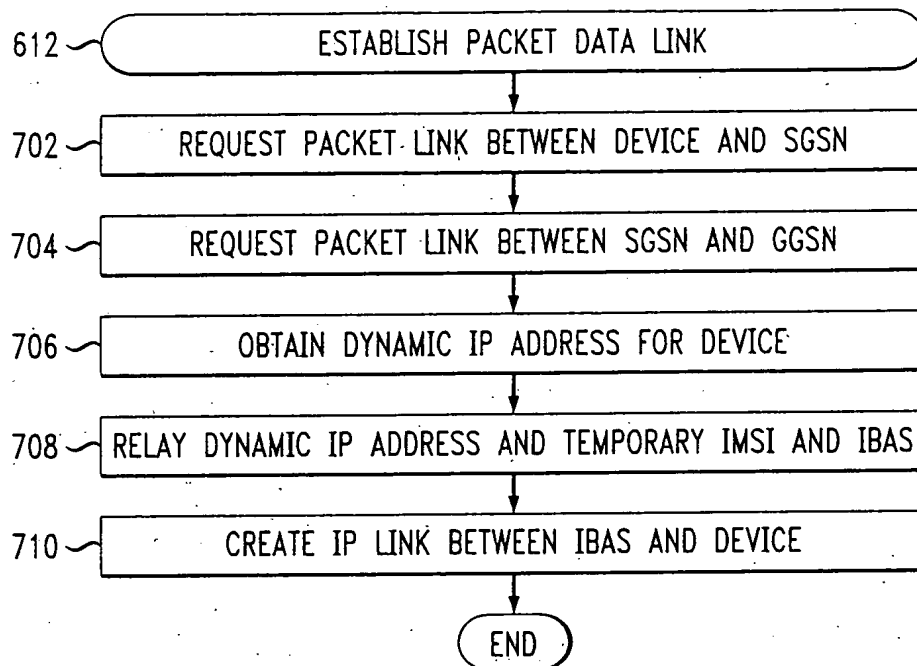 612 ESTABLISH PACKET DATA LINK
702 REQUEST PACKET LINK BETWEEN DEVICE AND SGSN
704 REQUEST PACKET LINK BETWEEN SGSN AND GGSN
706 OBTAIN DYNAMIC IP ADDRESS FOR DEVICE
708 RELAY DYNAMIC IP ADDRESS AND TEMPORARY IMSI AND IBAS
710 CREATE IP LINK BETWEEN IBAS AND DEVICE
END